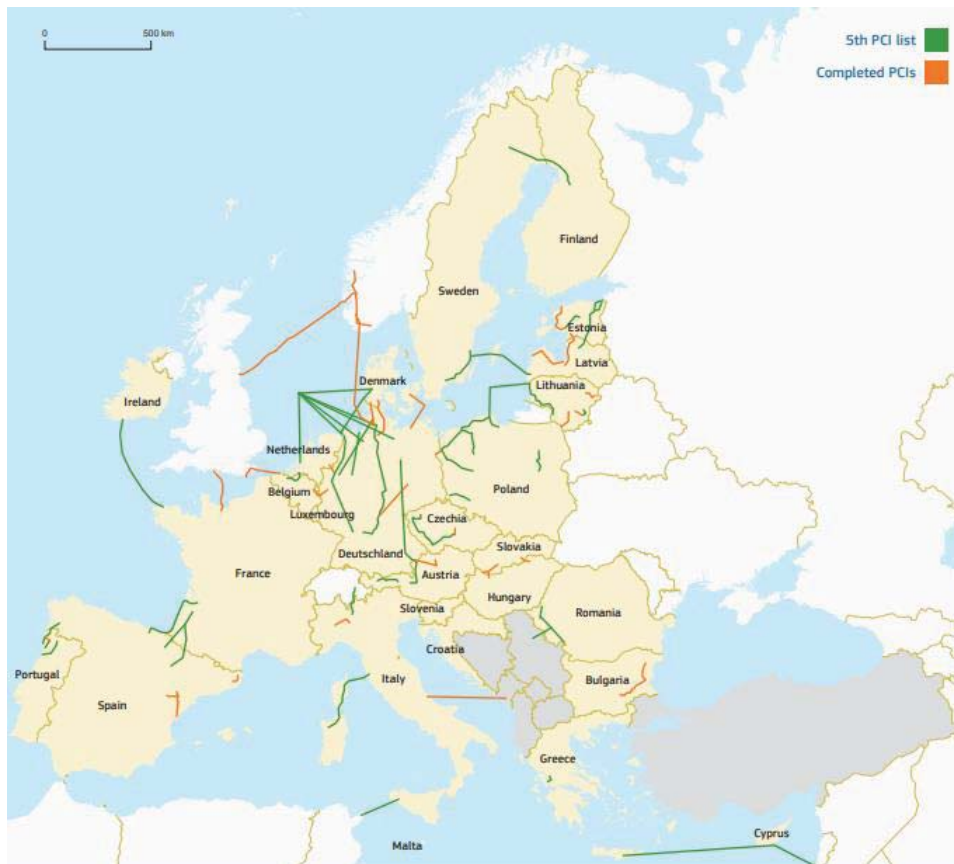 0 500 km
5th PCI list
Completed PCIs
Finland
Sweden
Estonia
Latvia
Denmark
Lithuania
Ireland
Netherlands
Belgium
Poland
Luxembourg
Czechia
Deutschland
Slovakia
France
Austria
Hungary
Slovenia
Romania
Croatia
Portugal
Italy
Bulgaria
Spain
Greece
Cyprus
Malta